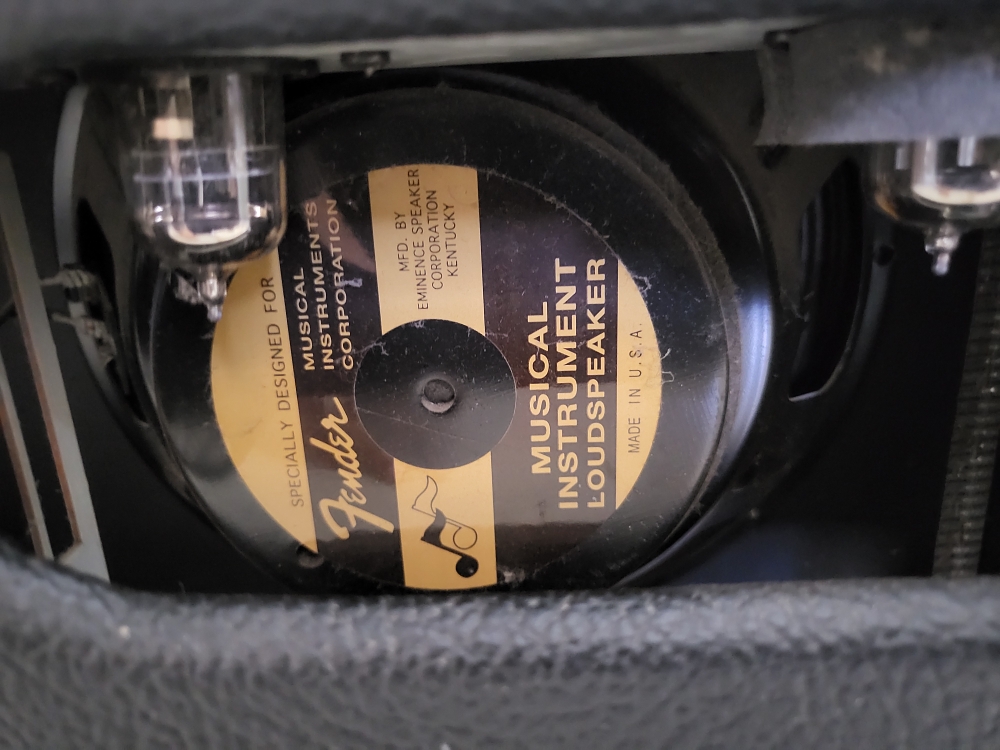 SPECIALLY DESIGNED FOR
Fender
MUSICAL
INSTRUMENTS
CORPORATION
MFD. BY
EMINENCE SPEAKER
CORPORATION
KENTUCKY
MUSICAL
INSTRUMENT
LOUDSPEAKER
MADE IN U.S.A.